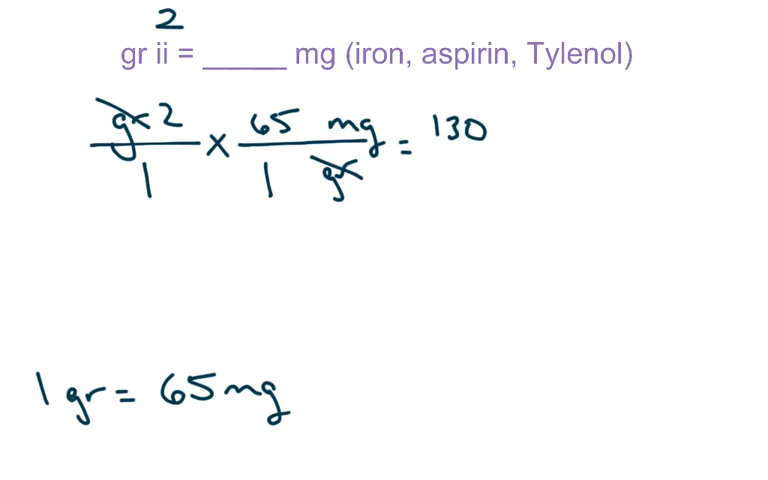 2
gr ii = _____ mg (iron, aspirin, Tylenol)
gr 2 / 1 × 65 mg / 1 gr = 130
1 gr = 65 mg